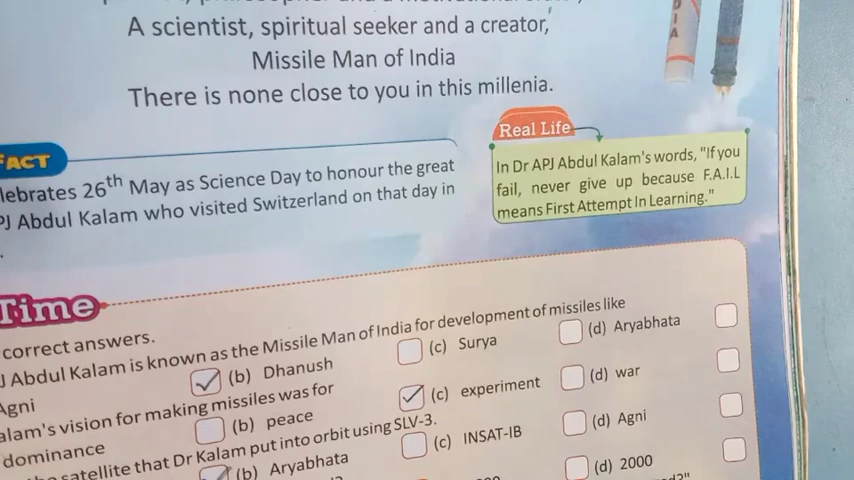 A scientist, spiritual seeker and a creator,
Missile Man of India
There is none close to you in this millenia.
Real Life
In Dr APJ Abdul Kalam's words, "If you
fail, never give up because F.A.I.L
means First Attempt In Learning."
FACT
lebrates 26th May as Science Day to honour the great
PJ Abdul Kalam who visited Switzerland on that day in
Time
correct answers.
J Abdul Kalam is known as the Missile Man of India for development of missiles like
Agni (b) Dhanush (c) Surya (d) Aryabhata
alam's vision for making missiles was for
dominance (b) peace (c) experiment (d) war
satellite that Dr Kalam put into orbit using SLV-3.
(b) Aryabhata (c) INSAT-IB (d) Agni
(d) 2000